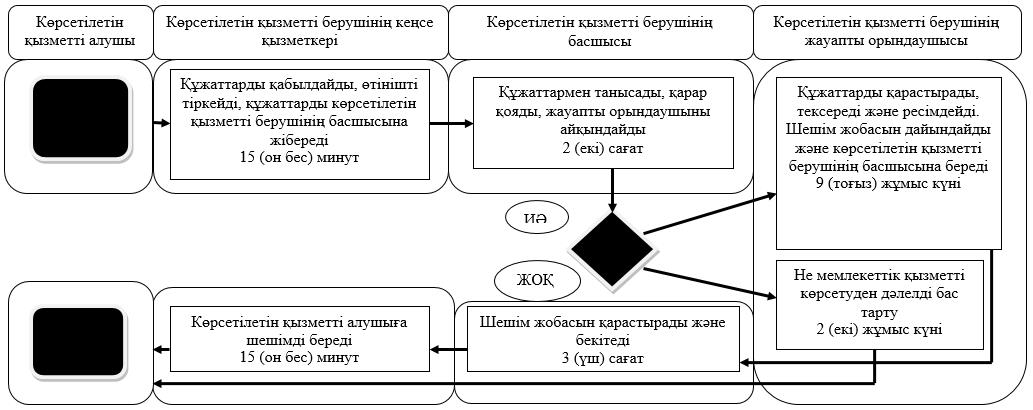 Көрсетілетін
қызметті алушы
Көрсетілетін қызметті берушінің кеңсе
қызметкері
Көрсетілетін қызметті берушінің
басшысы
Көрсетілетін қызметті берушінің
жауапты орындаушысы
Құжаттарды қабылдайды, өтінішті
тіркейді, құжаттарды көрсетілетін
қызметті берушінің басшысына
жібереді
15 (он бес) минут
Құжаттармен танысады, қарар
қояды, жауапты орындаушыны
айқындайды
2 (екі) сағат
Құжаттарды қарастырады,
тексереді және ресімдейді.
Шешім жобасын дайындайды
және көрсетілетін қызметті
берушінің басшысына береді
9 (тоғыз) жұмыс күні
ИӘ
ЖОҚ
Не мемлекеттік қызметті
көрсетуден дәлелді бас
тарту
2 (екі) жұмыс күні
Көрсетілетін қызметті алушыға
шешімді береді
15 (он бес) минут
Шешім жобасын қарастырады және
бекітеді
3 (үш) сағат